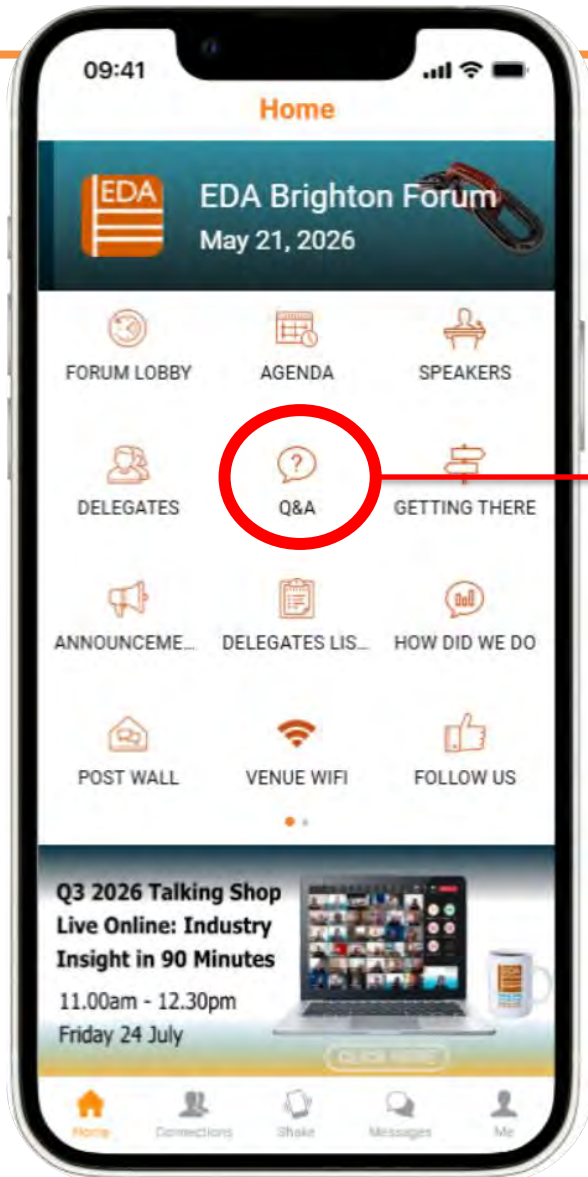 09:41
Home
EDA
EDA Brighton Forum
May 21, 2026
FORUM LOBBY
AGENDA
SPEAKERS
DELEGATES
Q&A
GETTING THERE
ANNOUNCEME...
DELEGATES LIS...
HOW DID WE DO
POST WALL
VENUE WIFI
FOLLOW US
Q3 2026 Talking Shop
Live Online: Industry
Insight in 90 Minutes
11.00am - 12.30pm
Friday 24 July
EDA
CLICK HERE
Home
Connections
Shake
Messages
Me